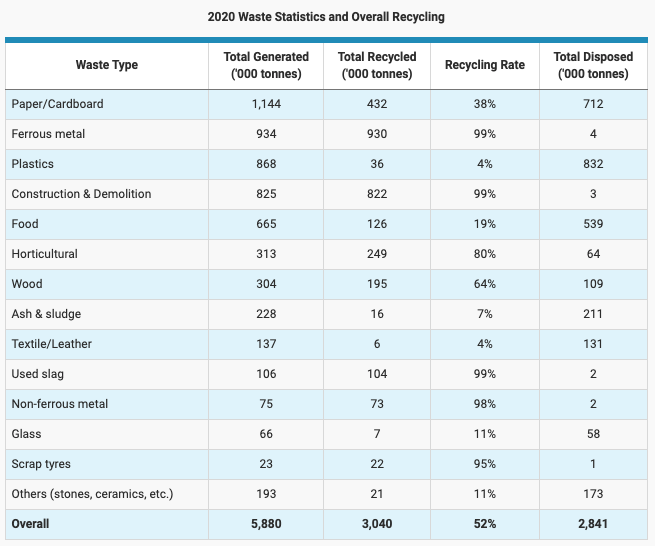 2020 Waste Statistics and Overall Recycling
Waste Type Total Generated ('000 tonnes) Total Recycled ('000 tonnes) Recycling Rate Total Disposed ('000 tonnes)
Paper/Cardboard 1,144 432 38% 712
Ferrous metal 934 930 99% 4
Plastics 868 36 4% 832
Construction & Demolition 825 822 99% 3
Food 665 126 19% 539
Horticultural 313 249 80% 64
Wood 304 195 64% 109
Ash & sludge 228 16 7% 211
Textile/Leather 137 6 4% 131
Used slag 106 104 99% 2
Non-ferrous metal 75 73 98% 2
Glass 66 7 11% 58
Scrap tyres 23 22 95% 1
Others (stones, ceramics, etc.) 193 21 11% 173
Overall 5,880 3,040 52% 2,841